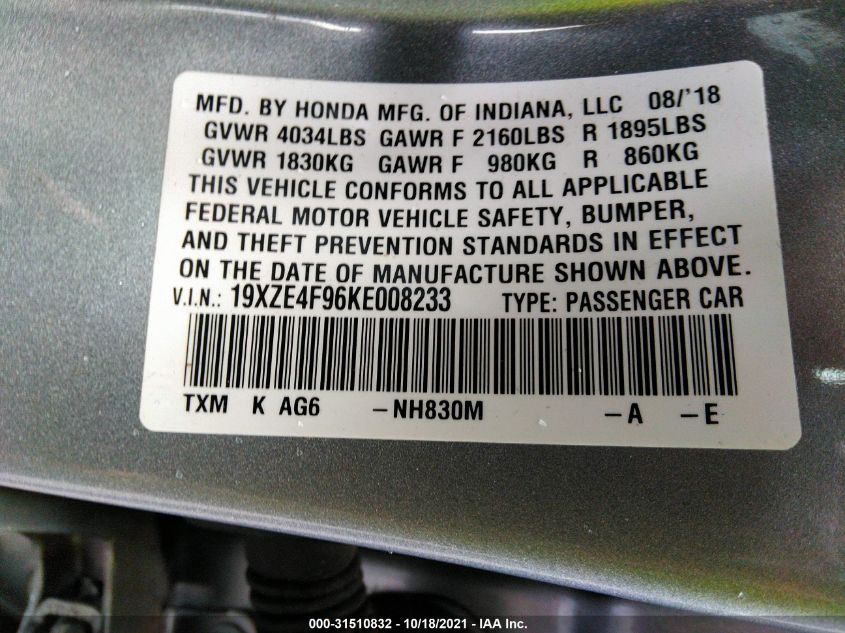 MFD. BY HONDA MFG. OF INDIANA, LLC 08/'18
GVWR 4034LBS GAWR F 2160LBS R 1895LBS
GVWR 1830KG GAWR F 980KG R 860KG
THIS VEHICLE CONFORMS TO ALL APPLICABLE
FEDERAL MOTOR VEHICLE SAFETY, BUMPER,
AND THEFT PREVENTION STANDARDS IN EFFECT
ON THE DATE OF MANUFACTURE SHOWN ABOVE.
V.I.N.: 19XZE4F96KE008233 TYPE: PASSENGER CAR
TXM K AG6 -NH830M -A -E
000-31510832 - 10/18/2021 - IAA Inc.